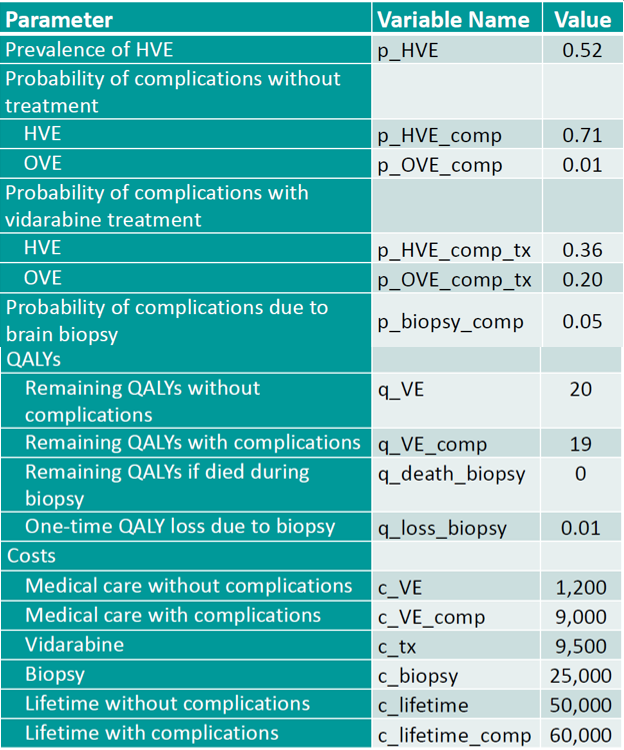 Parameter Variable Name Value
Prevalence of HVE p_HVE 0.52
Probability of complications without
treatment
HVE p_HVE_comp 0.71
OVE p_OVE_comp 0.01
Probability of complications with
vidarabine treatment
HVE p_HVE_comp_tx 0.36
OVE p_OVE_comp_tx 0.20
Probability of complications due to
brain biopsy p_biopsy_comp 0.05
QALYs
Remaining QALYs without
complications q_VE 20
Remaining QALYs with complications q_VE_comp 19
Remaining QALYs if died during
biopsy q_death_biopsy 0
One-time QALY loss due to biopsy q_loss_biopsy 0.01
Costs
Medical care without complications c_VE 1,200
Medical care with complications c_VE_comp 9,000
Vidarabine c_tx 9,500
Biopsy c_biopsy 25,000
Lifetime without complications c_lifetime 50,000
Lifetime with complications c_lifetime_comp 60,000